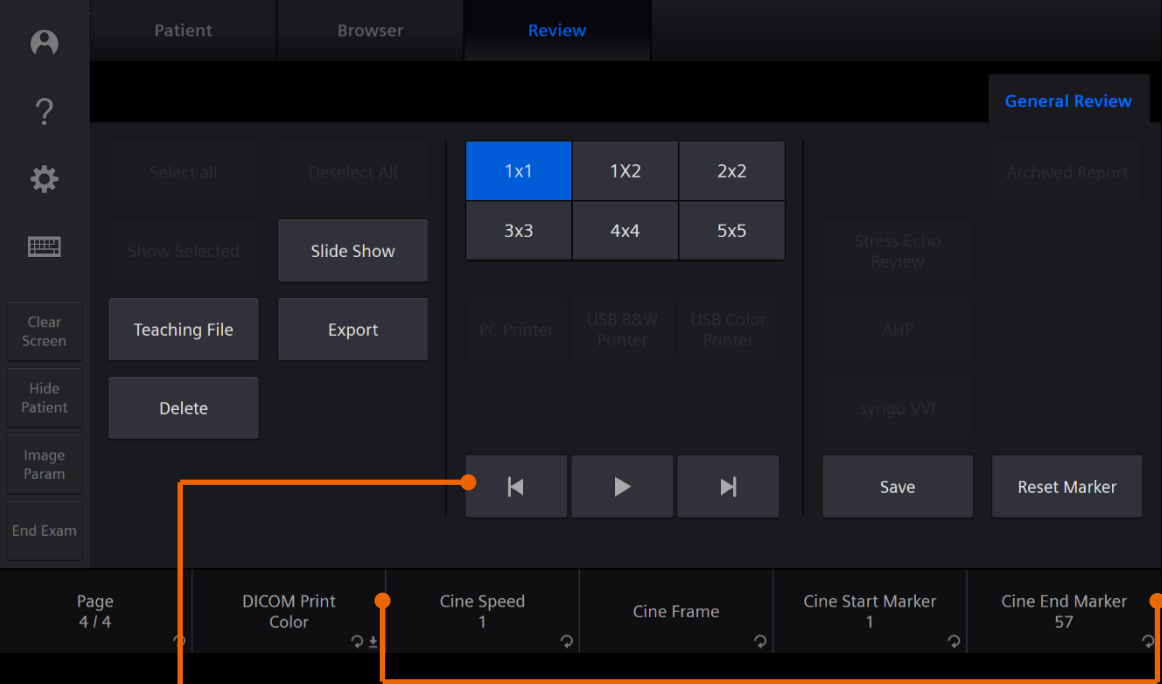 Patient
Browser
Review
General Review
Select all
Deselect All
1x1
1X2
2x2
Archived Report
Show Selected
Slide Show
3x3
4x4
5x5
Stress Echo
Review
Clear
Screen
Teaching File
Export
PC Printer
USB B&W
Printer
USB Color
Printer
AHP
Hide
Patient
Delete
syngo VVI
Image
Param
Save
Reset Marker
End Exam
Page
4 / 4
DICOM Print
Color
Cine Speed
1
Cine Frame
Cine Start Marker
1
Cine End Marker
57